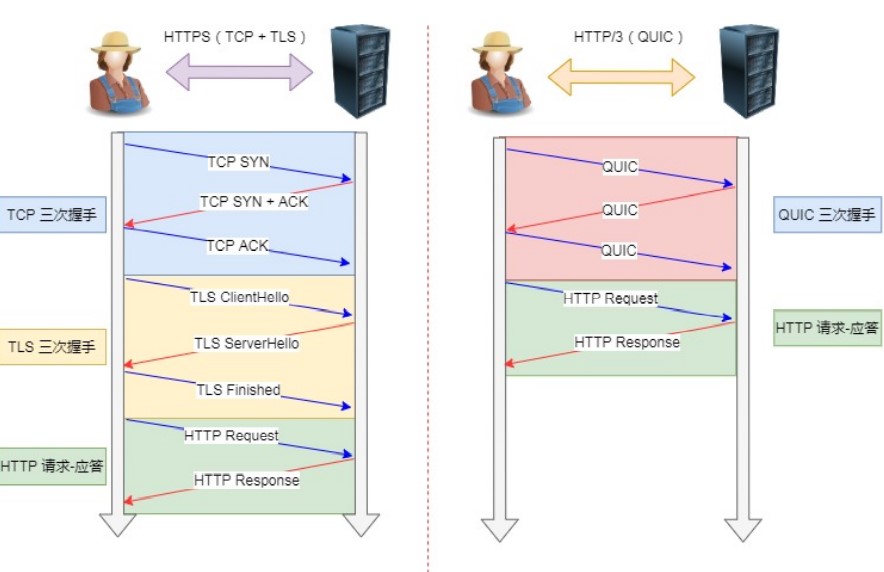 HTTPS（TCP + TLS）
TCP 三次握手
TCP SYN
TCP SYN + ACK
TCP ACK
TLS 三次握手
TLS ClientHello
TLS ServerHello
TLS Finished
HTTP 请求-应答
HTTP Request
HTTP Response
HTTP/3（QUIC）
QUIC
QUIC
QUIC
QUIC 三次握手
HTTP Request
HTTP Response
HTTP 请求-应答